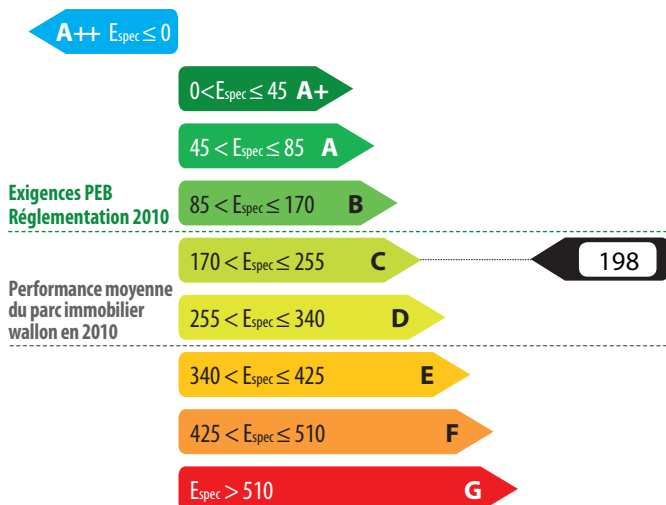 A++ Espec ≤ 0
0<Espec ≤ 45 A+
45 < Espec ≤ 85 A
Exigences PEB
Réglementation 2010
85 < Espec ≤ 170 B
170 < Espec ≤ 255 C
198
Performance moyenne
du parc immobilier
wallon en 2010
255 < Espec ≤ 340 D
340 < Espec ≤ 425 E
425 < Espec ≤ 510 F
Espec > 510 G